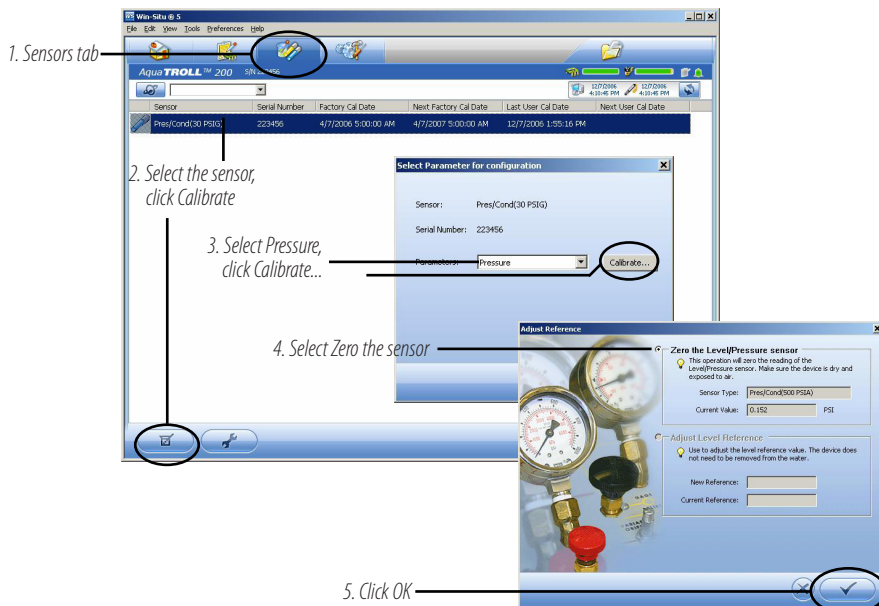 Win-Situ ® 5
File Edit View Tools Preferences Help
1. Sensors tab
AquaTROLL™ 200 S/N 223456
12/7/2006 4:10:45 PM 12/7/2006 4:10:45 PM
Sensor Serial Number Factory Cal Date Next Factory Cal Date Last User Cal Date Next User Cal Date
Pres/Cond(30 PSIG) 223456 4/7/2006 5:00:00 AM 4/7/2007 5:00:00 AM 12/7/2006 1:55:16 PM
2. Select the sensor,
click Calibrate
Select Parameter for configuration
Sensor: Pres/Cond(30 PSIG)
Serial Number: 223456
3. Select Pressure,
click Calibrate...
Parameters: Pressure Calibrate...
Adjust Reference
4. Select Zero the sensor
Zero the Level/Pressure sensor
This operation will zero the reading of the
Level/Pressure sensor. Make sure the device is dry and
exposed to air.
Sensor Type: Pres/Cond(500 PSIA)
Current Value: 0.152 PSI
Adjust Level Reference
Use to adjust the level reference value. The device does
not need to be removed from the water.
New Reference:
Current Reference:
5. Click OK